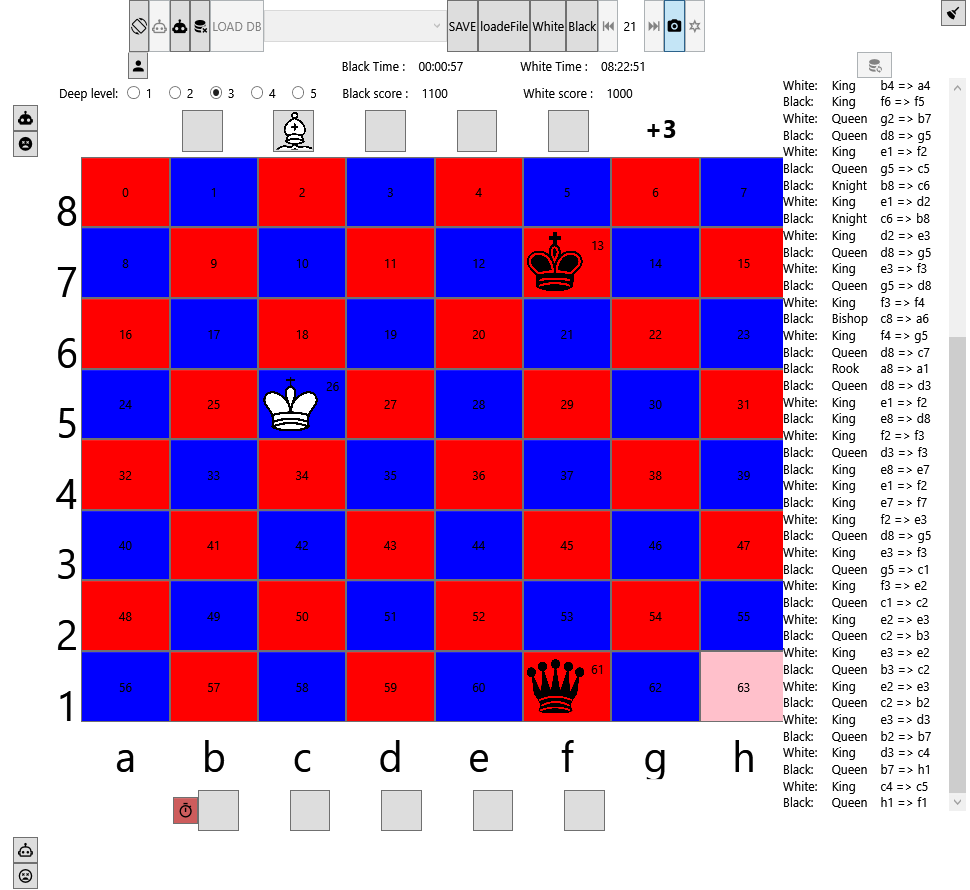 LOAD DB SAVE loadeFile White Black 21
Black Time : 00:00:57 White Time : 08:22:51
Deep level: 1 2 3 4 5 Black score : 1100 White score : 1000
+3
8 0 1 2 3 4 5 6 7
7 8 9 10 11 12 13 14 15
6 16 17 18 19 20 21 22 23
5 24 25 26 27 28 29 30 31
4 32 33 34 35 36 37 38 39
3 40 41 42 43 44 45 46 47
2 48 49 50 51 52 53 54 55
1 56 57 58 59 60 61 62 63
a b c d e f g h
White: King b4 => a4
Black: King f6 => f5
White: Queen g2 => b7
Black: Queen d8 => g5
White: King e1 => f2
Black: Queen g5 => c5
Black: Knight b8 => c6
White: King e1 => d2
Black: Knight c6 => b8
White: King d2 => e3
Black: Queen d8 => g5
White: King e3 => f3
Black: Queen g5 => d8
White: King f3 => f4
Black: Bishop c8 => a6
White: King f4 => g5
Black: Queen d8 => c7
Black: Rook a8 => a1
Black: Queen d8 => d3
White: King e1 => f2
Black: King e8 => d8
White: King f2 => f3
Black: Queen d3 => f3
Black: King e8 => e7
White: King e1 => f2
Black: King e7 => f7
White: King f2 => e3
Black: Queen d8 => g5
White: King e3 => f3
Black: Queen g5 => c1
White: King f3 => e2
Black: Queen c1 => c2
White: King e2 => e3
Black: Queen c2 => b3
White: King e3 => e2
Black: Queen b3 => c2
White: King e2 => e3
Black: Queen c2 => b2
White: King e3 => d3
Black: Queen b2 => b7
White: King d3 => c4
Black: Queen b7 => h1
White: King c4 => c5
Black: Queen h1 => f1